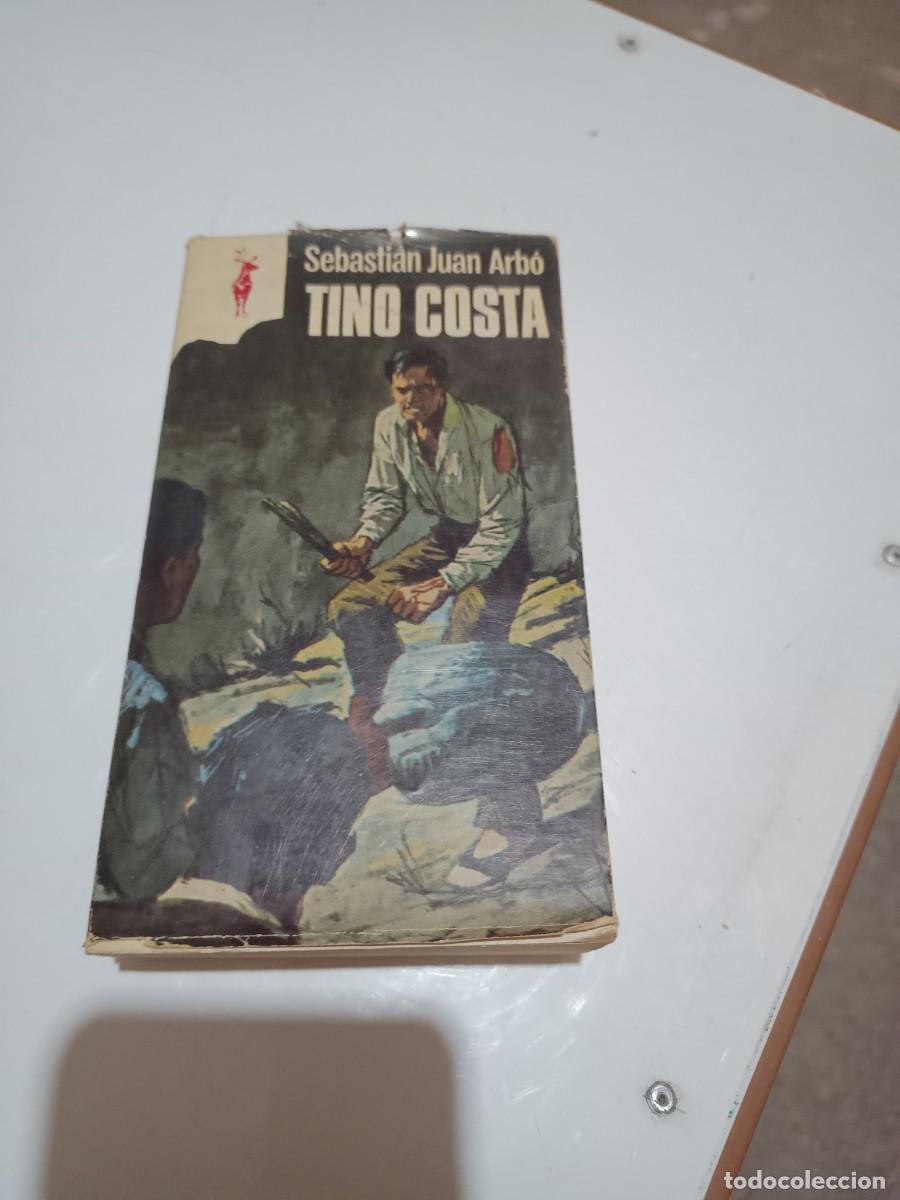 Sebastián Juan Arbó
TINO COSTA
todocoleccion